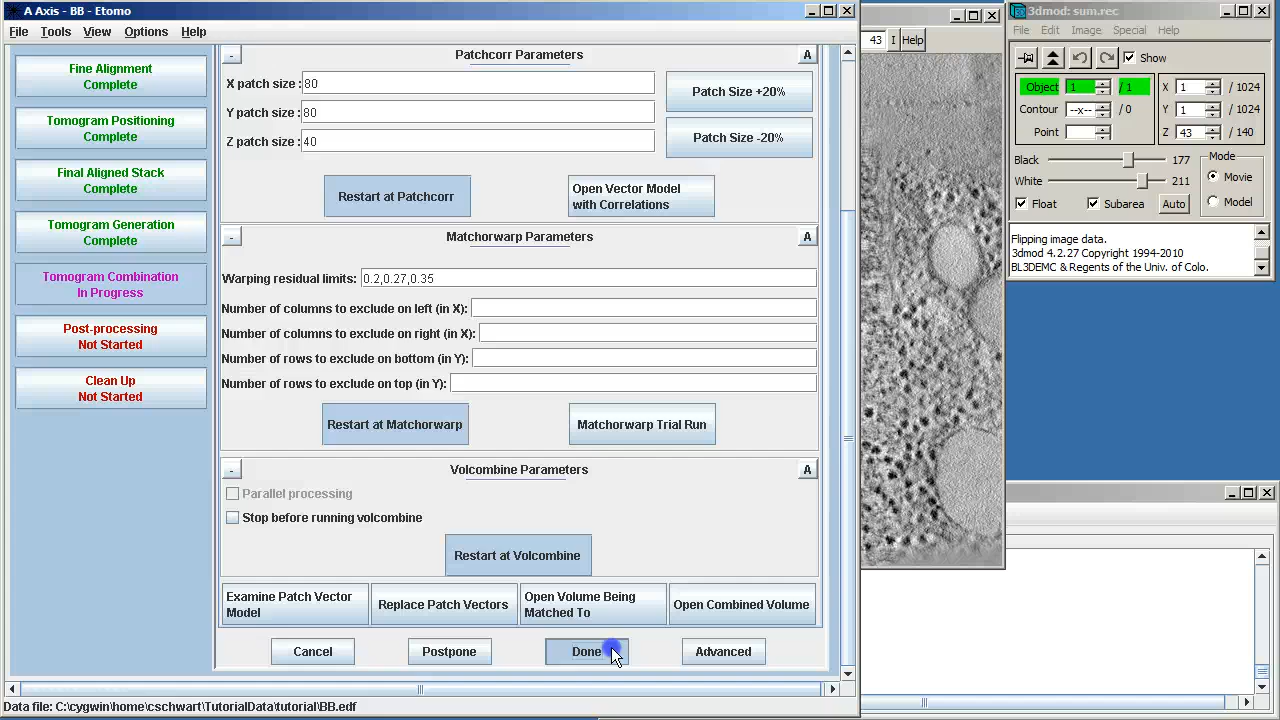 A Axis - BB - Etomo
File Tools View Options Help
Fine Alignment
Complete
Tomogram Positioning
Complete
Final Aligned Stack
Complete
Tomogram Generation
Complete
Tomogram Combination
In Progress
Post-processing
Not Started
Clean Up
Not Started
- Patchcorr Parameters A
X patch size : 80
Y patch size : 80
Z patch size : 40
Patch Size +20%
Patch Size -20%
Restart at Patchcorr
Open Vector Model
with Correlations
- Matchorwarp Parameters A
Warping residual limits: 0.2,0.27,0.35
Number of columns to exclude on left (in X):
Number of columns to exclude on right (in X):
Number of rows to exclude on bottom (in Y):
Number of rows to exclude on top (in Y):
Restart at Matchorwarp
Matchorwarp Trial Run
- Volcombine Parameters A
Parallel processing
Stop before running volcombine
Restart at Volcombine
Examine Patch Vector
Model
Replace Patch Vectors
Open Volume Being
Matched To
Open Combined Volume
Cancel Postpone Done Advanced
Data file: C:\cygwin\home\cschwart\TutorialData\tutorial\BB.edf
43 I Help
3dmod: sum.rec
File Edit Image Special Help
Show
Object 1 / 1
Contour --x-- / 0
Point
X 1 / 1024
Y 1 / 1024
Z 43 / 140
Black 177
White 211
Float Subarea Auto
Mode
Movie
Model
Flipping image data.
3dmod 4.2.27 Copyright 1994-2010
BL3DEMC & Regents of the Univ. of Colo.